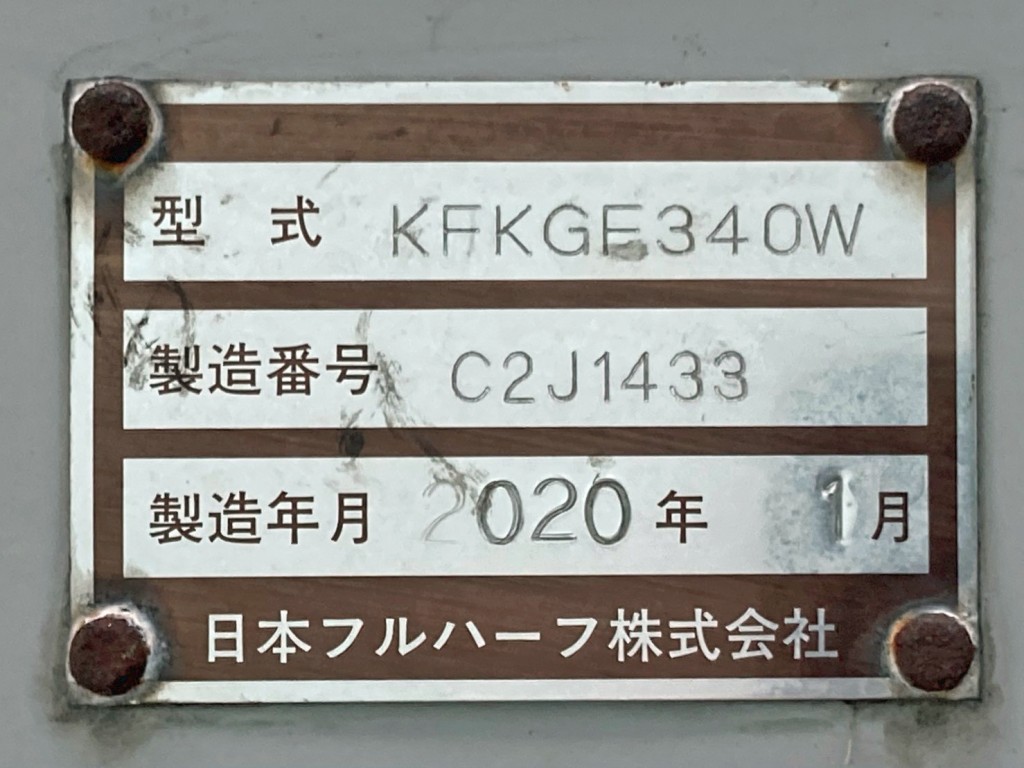 型式 KFKGE340W
製造番号 C2J1433
製造年月 2020年 1月
日本フルハーフ株式会社